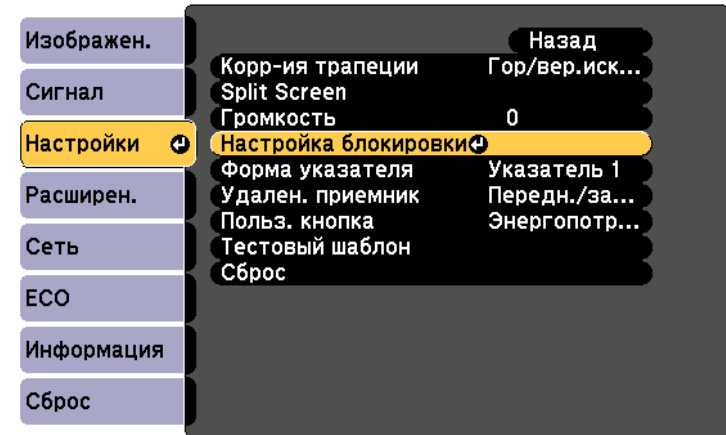 Изображен.
Сигнал
Настройки
Расширен.
Сеть
ECO
Информация
Сброс
Назад
Корр-ия трапеции Гор/вер.иск...
Split Screen
Громкость 0
Настройка блокировки
Форма указателя Указатель 1
Удален. приемник Передн./за...
Польз. кнопка Энергопотр...
Тестовый шаблон
Сброс